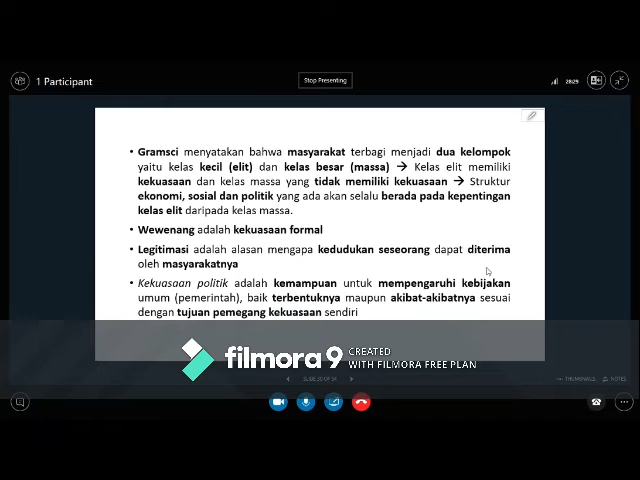 1 Participant
Stop Presenting
28:29
• Gramsci menyatakan bahwa masyarakat terbagi menjadi dua kelompok
yaitu kelas kecil (elit) dan kelas besar (massa) → Kelas elit memiliki
kekuasaan dan kelas massa yang tidak memiliki kekuasaan → Struktur
ekonomi, sosial dan politik yang ada akan selalu berada pada kepentingan
kelas elit daripada kelas massa.
• Wewenang adalah kekuasaan formal
• Legitimasi adalah alasan mengapa kedudukan seseorang dapat diterima
oleh masyarakatnya
• Kekuasaan politik adalah kemampuan untuk mempengaruhi kebijakan
umum (pemerintah), baik terbentuknya maupun akibat-akibatnya sesuai
dengan tujuan pemegang kekuasaan sendiri
filmora 9 CREATED
WITH FILMORA FREE PLAN
THUMBNAILS NOTES